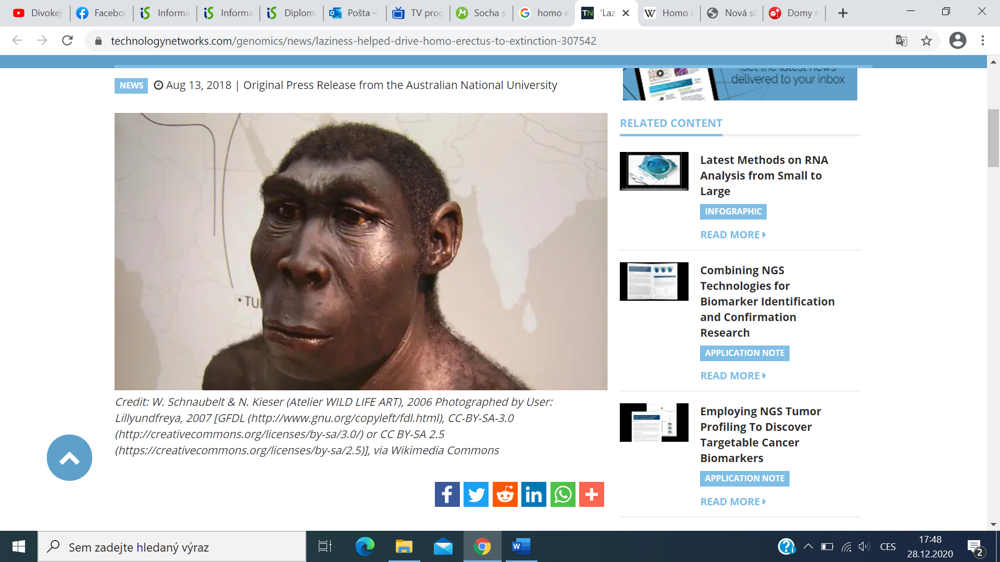 Divokej
Faceboo
Informa
Informa
Diplom
Pošta –
TV prog
Socha s
homo e
'Laz
Homo e
Nová st
Domy n
technologynetworks.com/genomics/news/laziness-helped-drive-homo-erectus-to-extinction-307542
Get the latest news
delivered to your inbox
NEWS Aug 13, 2018 | Original Press Release from the Australian National University
• TU
Credit: W. Schnaubelt & N. Kieser (Atelier WILD LIFE ART), 2006 Photographed by User:
Lillyundfreya, 2007 [GFDL (http://www.gnu.org/copyleft/fdl.html), CC-BY-SA-3.0
(http://creativecommons.org/licenses/by-sa/3.0/) or CC BY-SA 2.5
(https://creativecommons.org/licenses/by-sa/2.5)], via Wikimedia Commons
RELATED CONTENT
Latest Methods on RNA
Analysis from Small to
Large
INFOGRAPHIC
READ MORE
Combining NGS
Technologies for
Biomarker Identification
and Confirmation
Research
APPLICATION NOTE
READ MORE
Employing NGS Tumor
Profiling To Discover
Targetable Cancer
Biomarkers
APPLICATION NOTE
READ MORE
Sem zadejte hledaný výraz
CES
17:48
28.12.2020
2